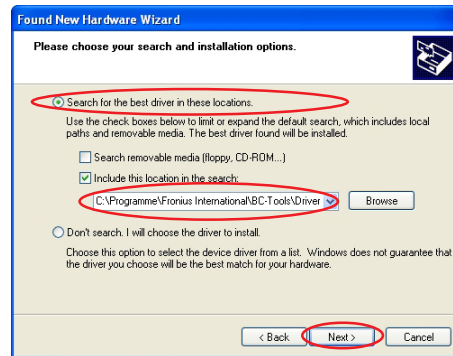 Found New Hardware Wizard
Please choose your search and installation options.
Search for the best driver in these locations.
Use the check boxes below to limit or expand the default search, which includes local
paths and removable media. The best driver found will be installed.
Search removable media (floppy, CD-ROM...)
Include this location in the search:
C:\Programme\Fronius International\BC-Tools\Driver
Browse
Don't search. I will choose the driver to install.
Choose this option to select the device driver from a list. Windows does not guarantee that
the driver you choose will be the best match for your hardware.
< Back
Next >
Cancel